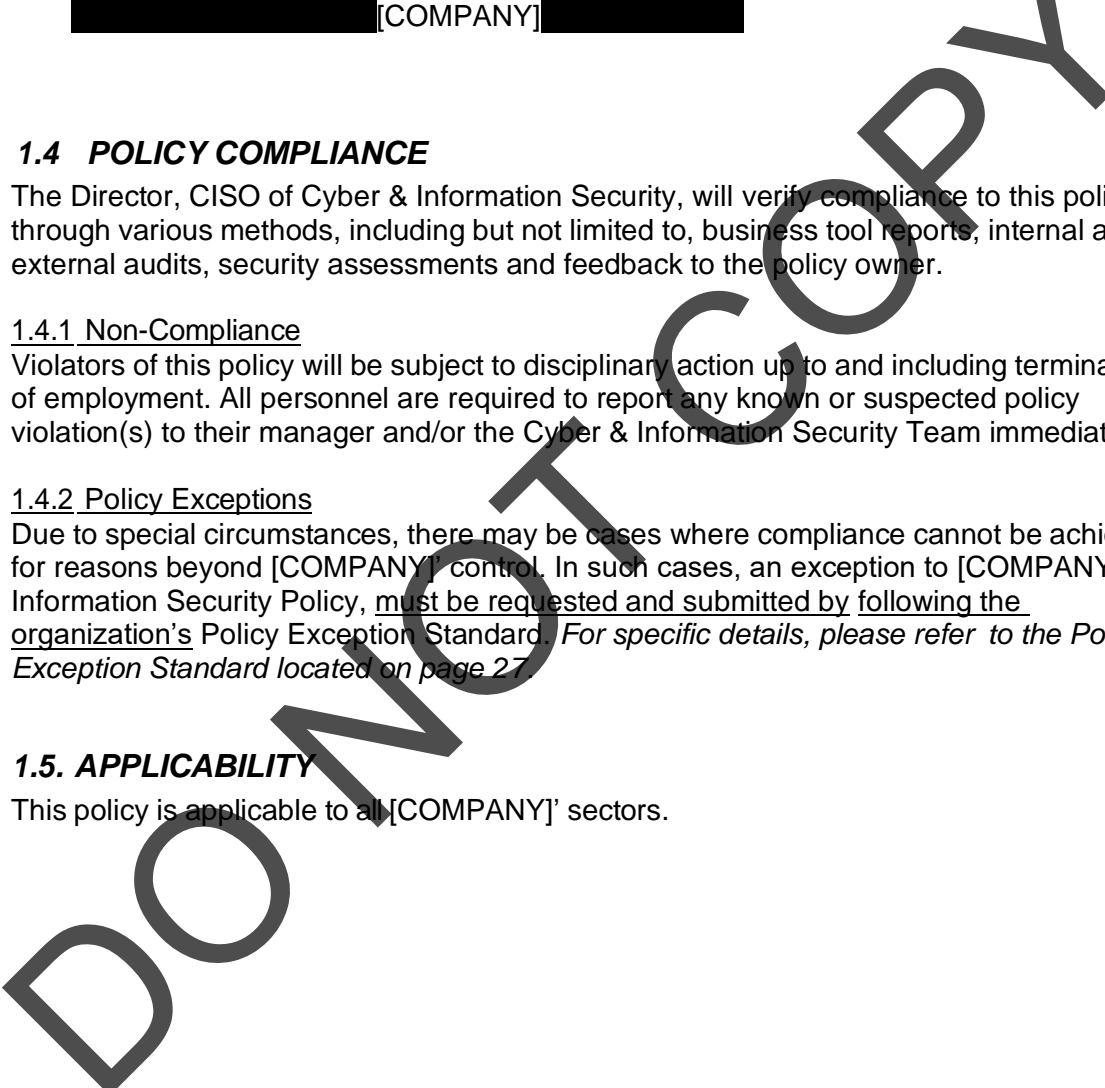 [COMPANY]
1.4 POLICY COMPLIANCE
The Director, CISO of Cyber & Information Security, will verify compliance to this poli
through various methods, including but not limited to, business tool reports, internal a
external audits, security assessments and feedback to the policy owner.
1.4.1 Non-Compliance
Violators of this policy will be subject to disciplinary action up to and including termina
of employment. All personnel are required to report any known or suspected policy
violation(s) to their manager and/or the Cyber & Information Security Team immediat
1.4.2 Policy Exceptions
Due to special circumstances, there may be cases where compliance cannot be achi
for reasons beyond [COMPANY]’ control. In such cases, an exception to [COMPANY
Information Security Policy, must be requested and submitted by following the
organization’s Policy Exception Standard. For specific details, please refer to the Po
Exception Standard located on page 27.
1.5. APPLICABILITY
This policy is applicable to all [COMPANY]’ sectors.
DO NOT COPY